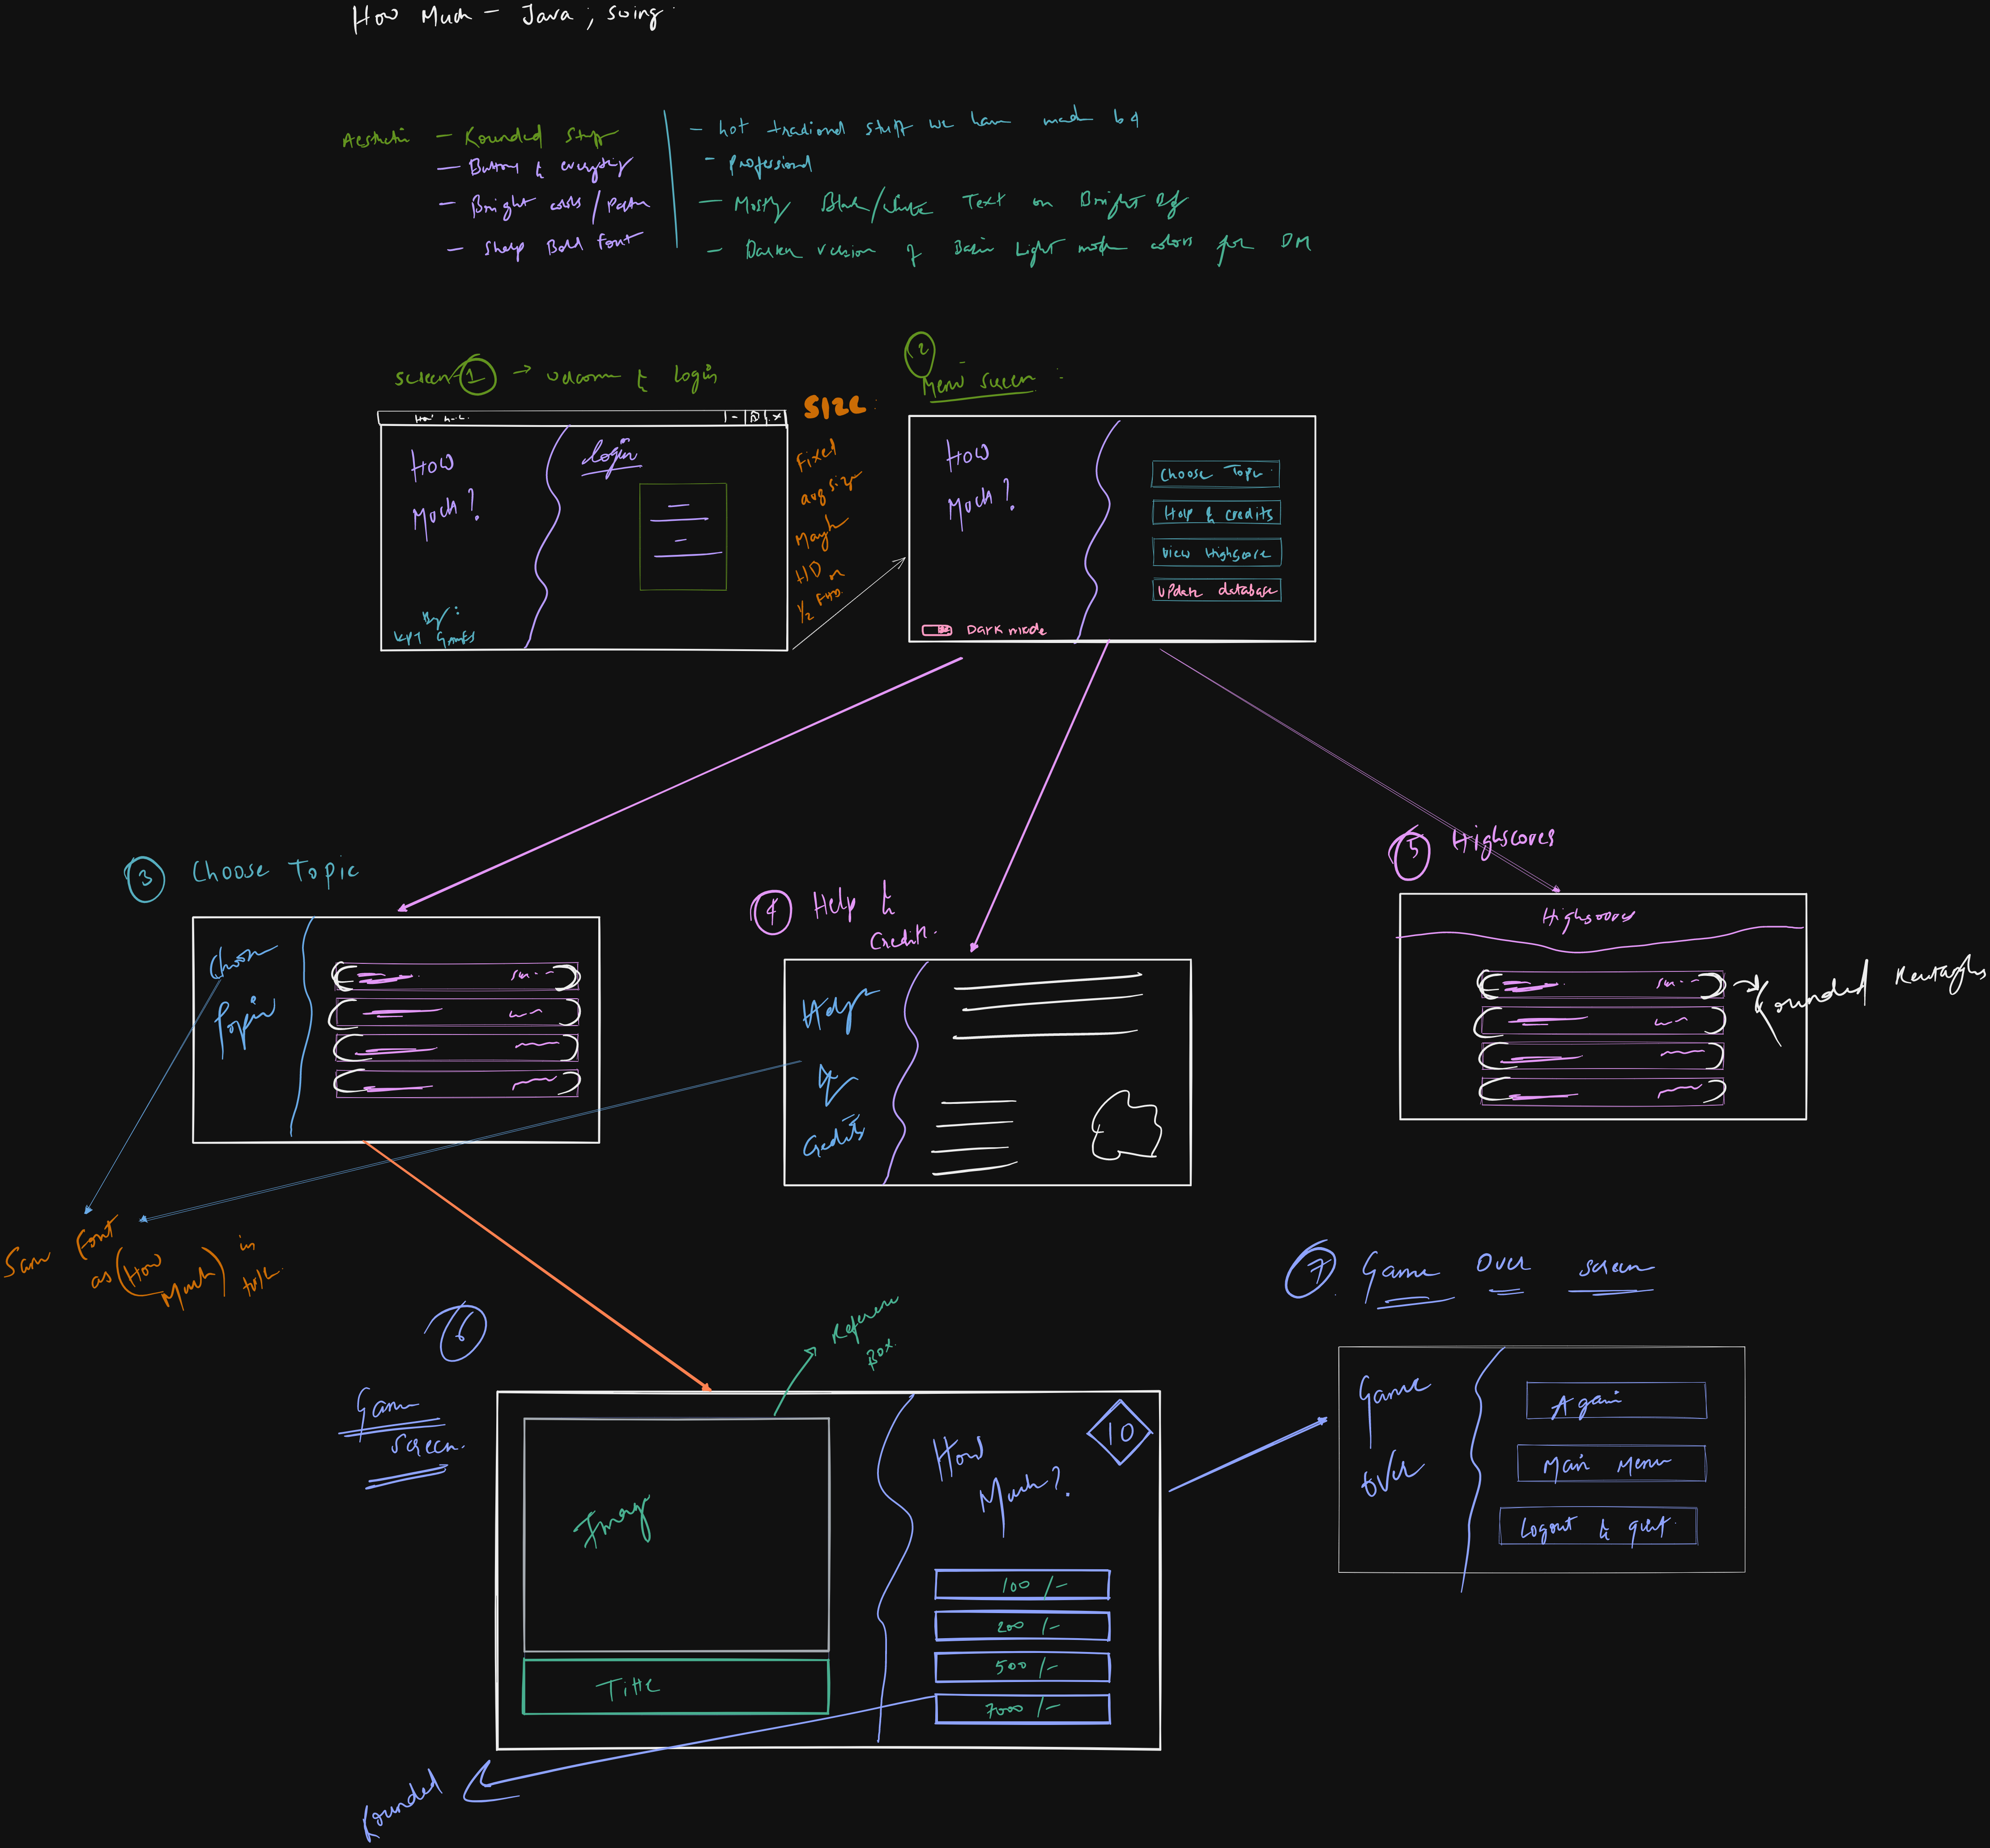 How Much - Java ; swing.
Aesthetic - Rounded stuff
- Buttons & everything
- Bright colors /
- Sharp Bold font
- not tradional stuff we have made b4
- professional
- Mostly Black/White Text on Bright Bg
- Darker version of Basic Light mode colors for DM
screen 1 → welcome & login
How
Much?
Login
By:
Games
SIZE:
Fixed
avg size
Mayb
HD or
1/2
2
Menu screen:
How
Much?
Choose Topic
Help & credits
View Highscore
Update database
Dark mode
3 Choose Topic
Choose
Topic
4 Help &
Credits.
Help
&
Credits
5 Highscores
Highscores
Rounded Rectangles
Same Font
as (How Much) in
title.
6
Game
Screen.
Reference
Box.
Image
Title
How
Much?
10
100 /-
200 /-
500 /-
7000 /-
Rounded
7 Game Over screen
Game
Over
Again
Main Menu
Logout & quit.